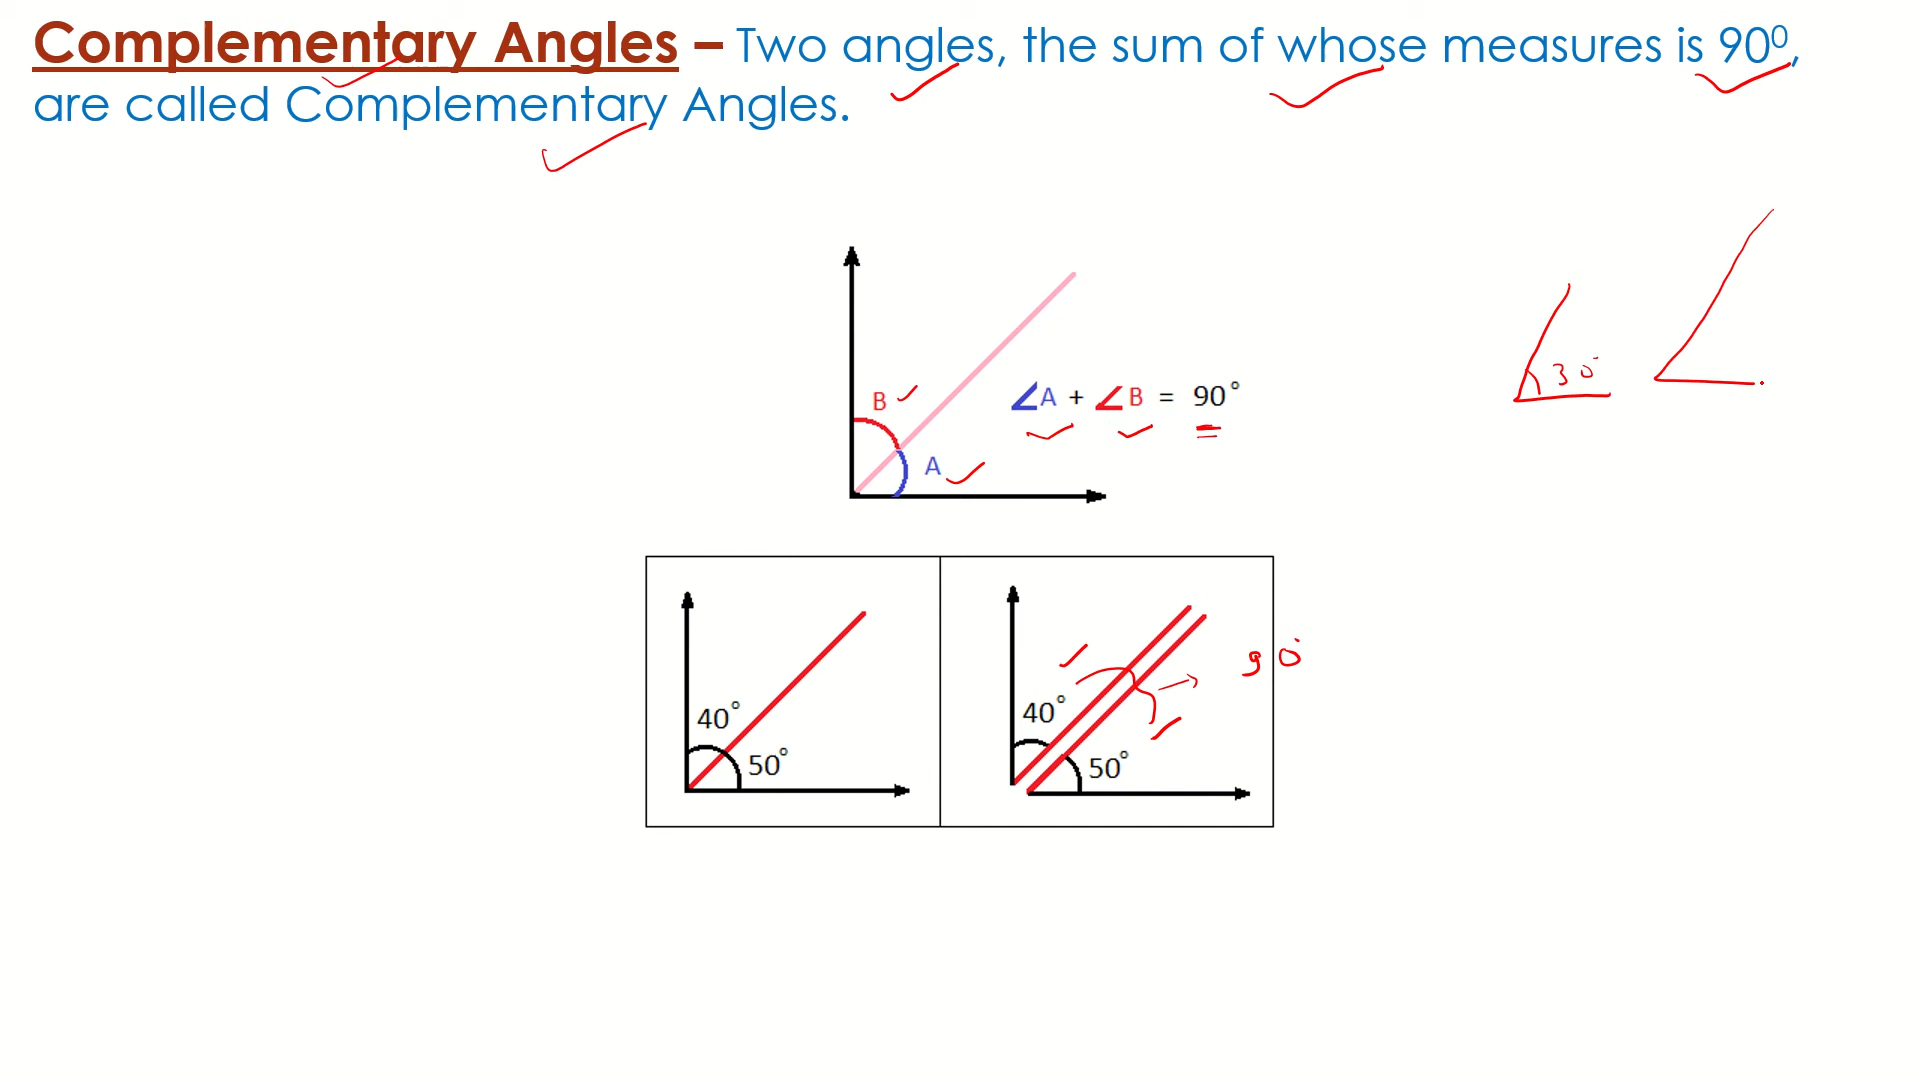 Complementary Angles – Two angles, the sum of whose measures is 90⁰,
are called Complementary Angles.
30°
B
∠A + ∠B = 90°
A
90°
40°
50°
40°
50°